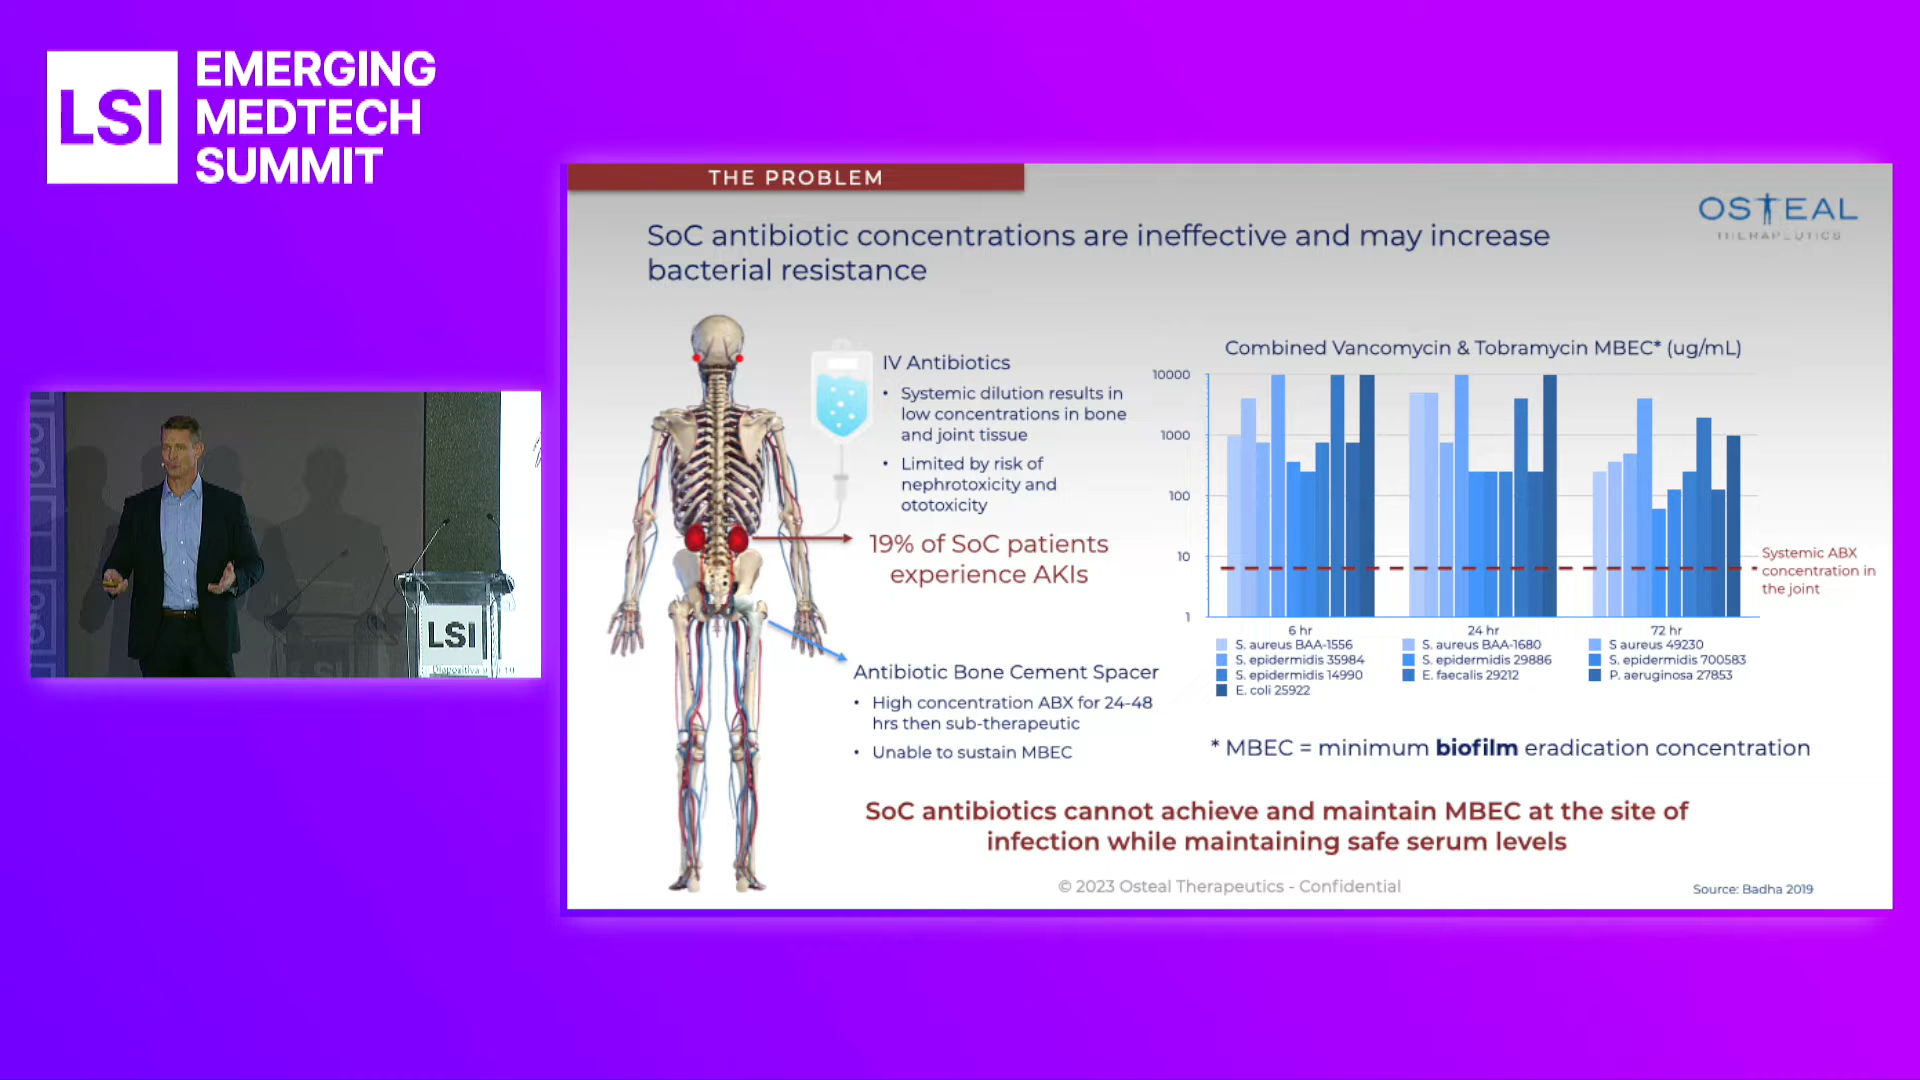 LSI
EMERGING
MEDTECH
SUMMIT
THE PROBLEM
OSTEAL
THERAPEUTICS
SoC antibiotic concentrations are ineffective and may increase
bacterial resistance
IV Antibiotics
• Systemic dilution results in
low concentrations in bone
and joint tissue
• Limited by risk of
nephrotoxicity and
ototoxicity
19% of SoC patients
experience AKIs
Antibiotic Bone Cement Spacer
• High concentration ABX for 24-48
hrs then sub-therapeutic
• Unable to sustain MBEC
Combined Vancomycin & Tobramycin MBEC* (ug/mL)
10000
1000
100
10
1
Systemic ABX
concentration in
the joint
6 hr 24 hr 72 hr
S. aureus BAA-1556 S. aureus BAA-1680 S aureus 49230
S. epidermidis 35984 S. epidermidis 29886 S. epidermidis 700583
S. epidermidis 14990 E. faecalis 29212 P. aeruginosa 27853
E. coli 25922
* MBEC = minimum biofilm eradication concentration
SoC antibiotics cannot achieve and maintain MBEC at the site of
infection while maintaining safe serum levels
© 2023 Osteal Therapeutics - Confidential
Source: Badha 2019
LSI